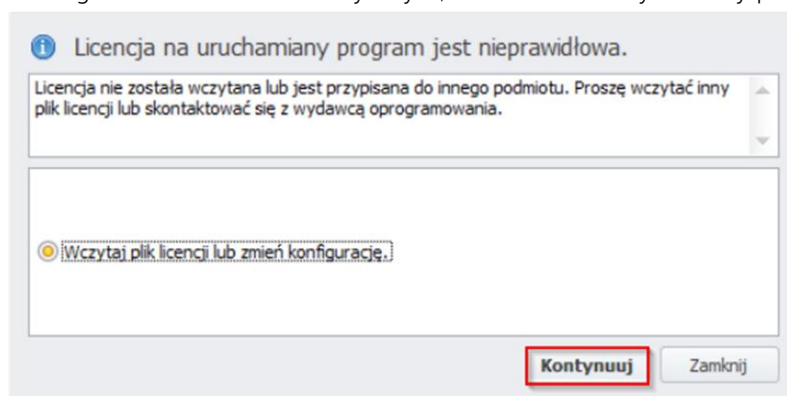 Licencja na uruchamiany program jest nieprawidłowa.
Licencja nie została wczytana lub jest przypisana do innego podmiotu. Proszę wczytać inny
plik licencji lub skontaktować się z wydawcą oprogramowania.
Wczytaj plik licencji lub zmień konfigurację.
Kontynuuj Zamknij